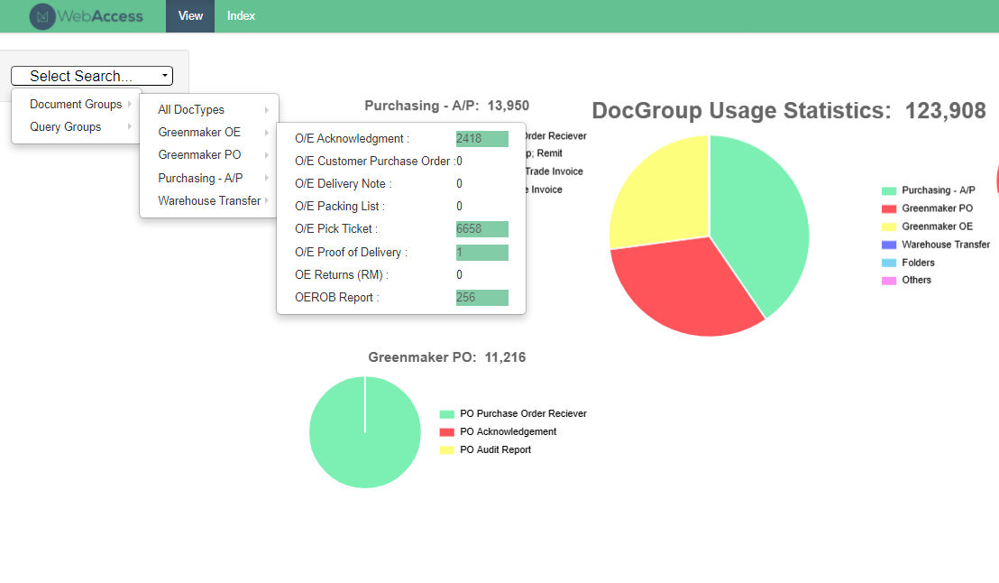 WebAccess
View
Index
Select Search...
Document Groups
Query Groups
All DocTypes
Greenmaker OE
Greenmaker PO
Purchasing - A/P
Warehouse Transfer
O/E Acknowledgment : 2418
O/E Customer Purchase Order :0
O/E Delivery Note : 0
O/E Packing List : 0
O/E Pick Ticket : 6658
O/E Proof of Delivery : 1
OE Returns (RM) : 0
OEROB Report : 256
Purchasing - A/P: 13,950
Order Reciever
p; Remit
Trade Invoice
e Invoice
DocGroup Usage Statistics: 123,908
Purchasing - A/P
Greenmaker PO
Greenmaker OE
Warehouse Transfer
Folders
Others
Greenmaker PO: 11,216
PO Purchase Order Reciever
PO Acknowledgement
PO Audit Report